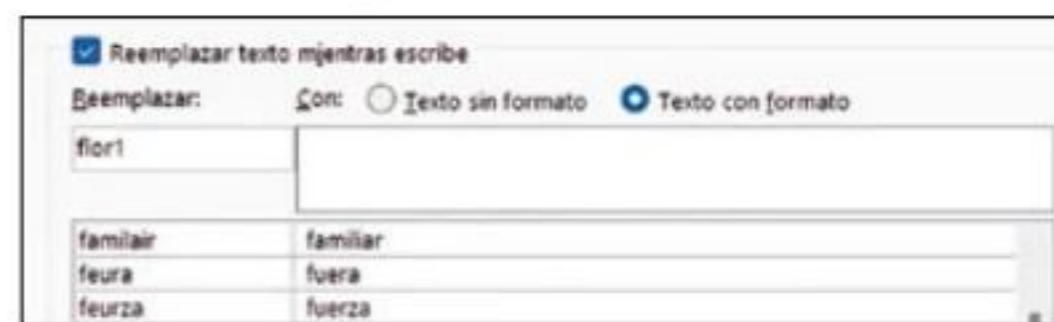 Reemplazar texto mientras escribe
Reemplazar: Con: Texto sin formato Texto con formato
flor1
familair familiar
feura fuera
feurza fuerza